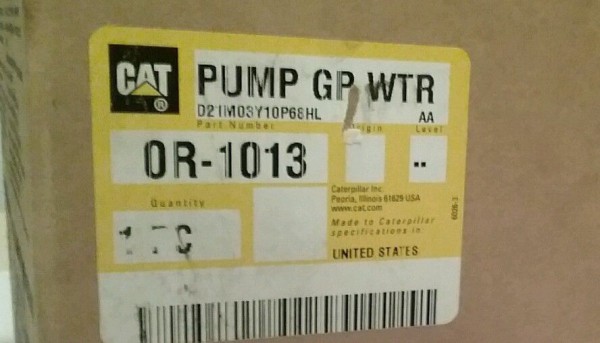 CAT®
PUMP GP WTR
D21M03Y10P68HL AA
Part Number Origin Level
0R-1013
Caterpillar Inc.
Peoria, Illinois 61629 USA
www.cat.com
Quantity
Made to Caterpillar
specifications in:
UNITED STATES